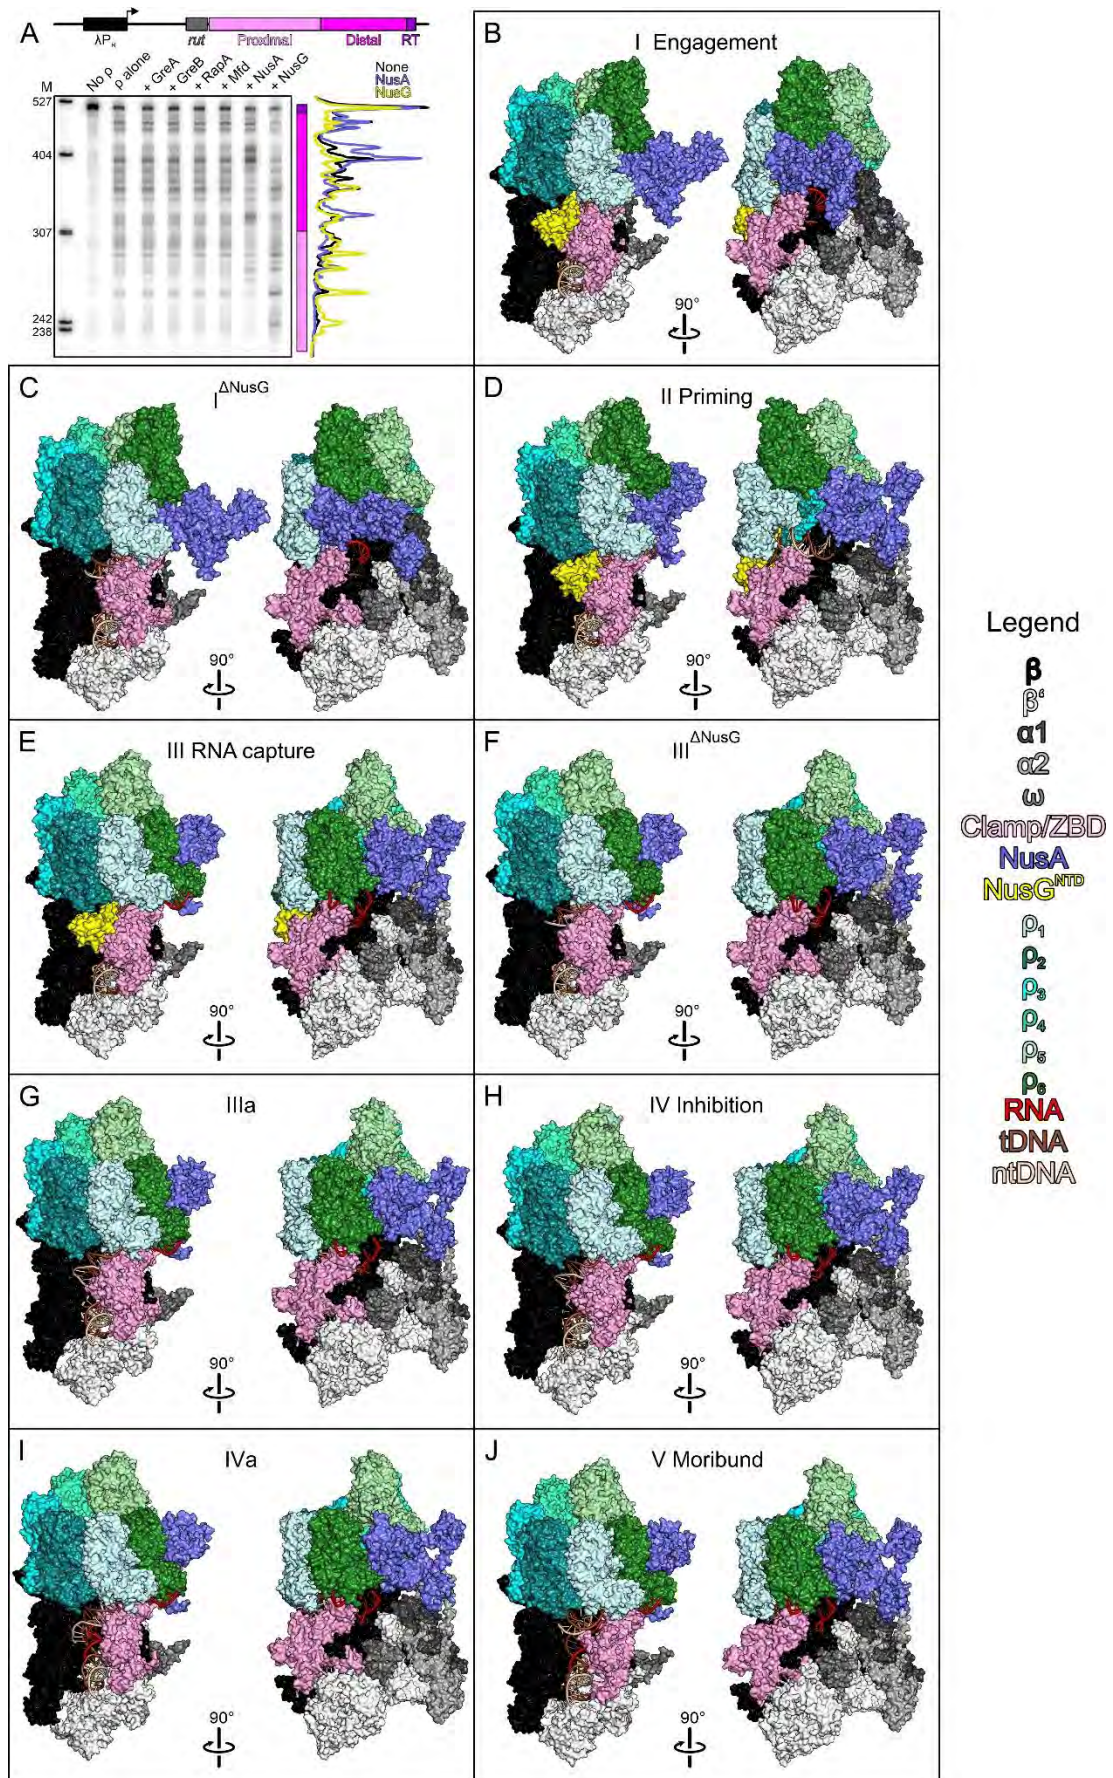 A
λP_R rut Proximal Distal RT
M No ρ ρ alone + GreA + GreB + RapA + Mfd + NusA + NusG
None
NusA
NusG
527
404
307
242
238
B
I Engagement
90°
C
I^ΔNusG
90°
D
II Priming
90°
E
III RNA capture
90°
F
III^ΔNusG
90°
G
IIIa
90°
H
IV Inhibition
90°
I
IVa
90°
J
V Moribund
90°
Legend
β
β‘
α1
α2
ω
Clamp/ZBD
NusA
NusG^NTD
ρ₁
ρ₂
ρ₃
ρ₄
ρ₅
ρ₆
RNA
tDNA
ntDNA